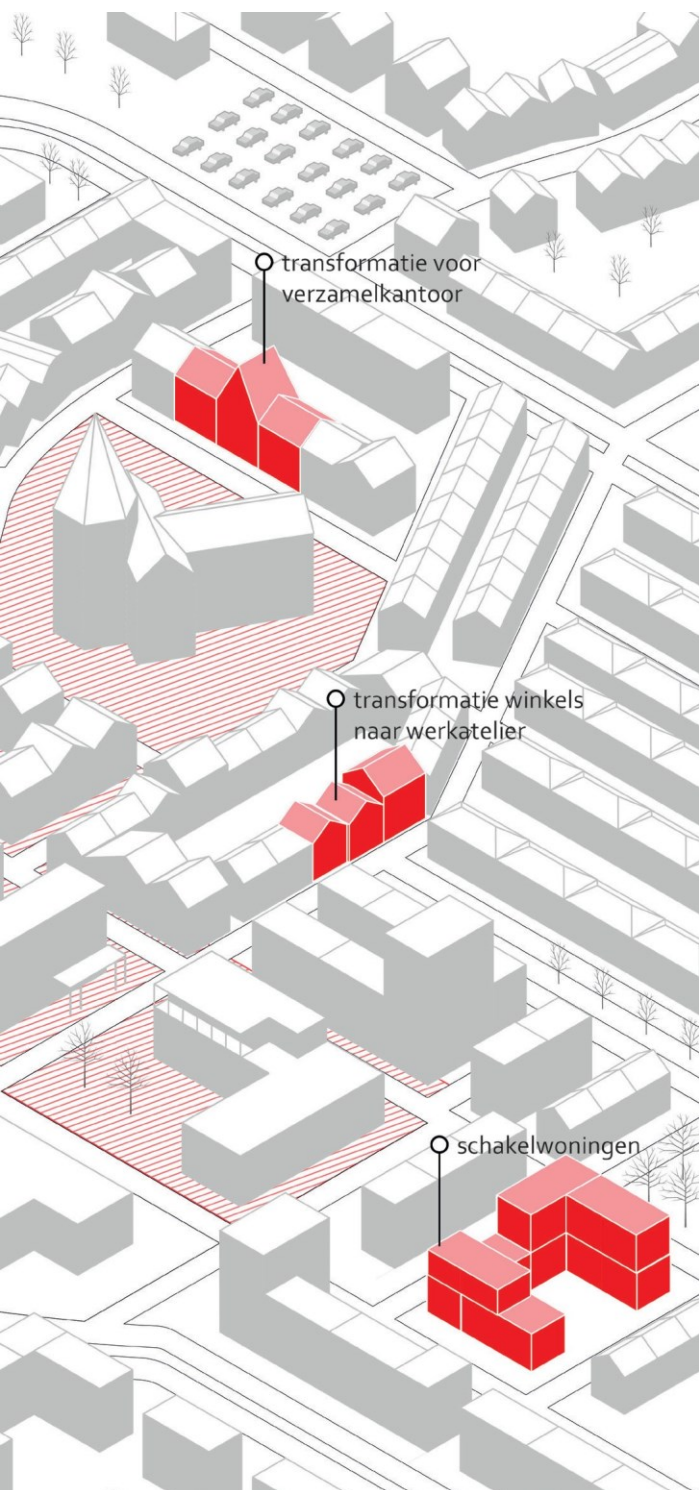 transformatie voor
verzamelkantoor
transformatie winkels
naar werkatelier
schakelwoningen